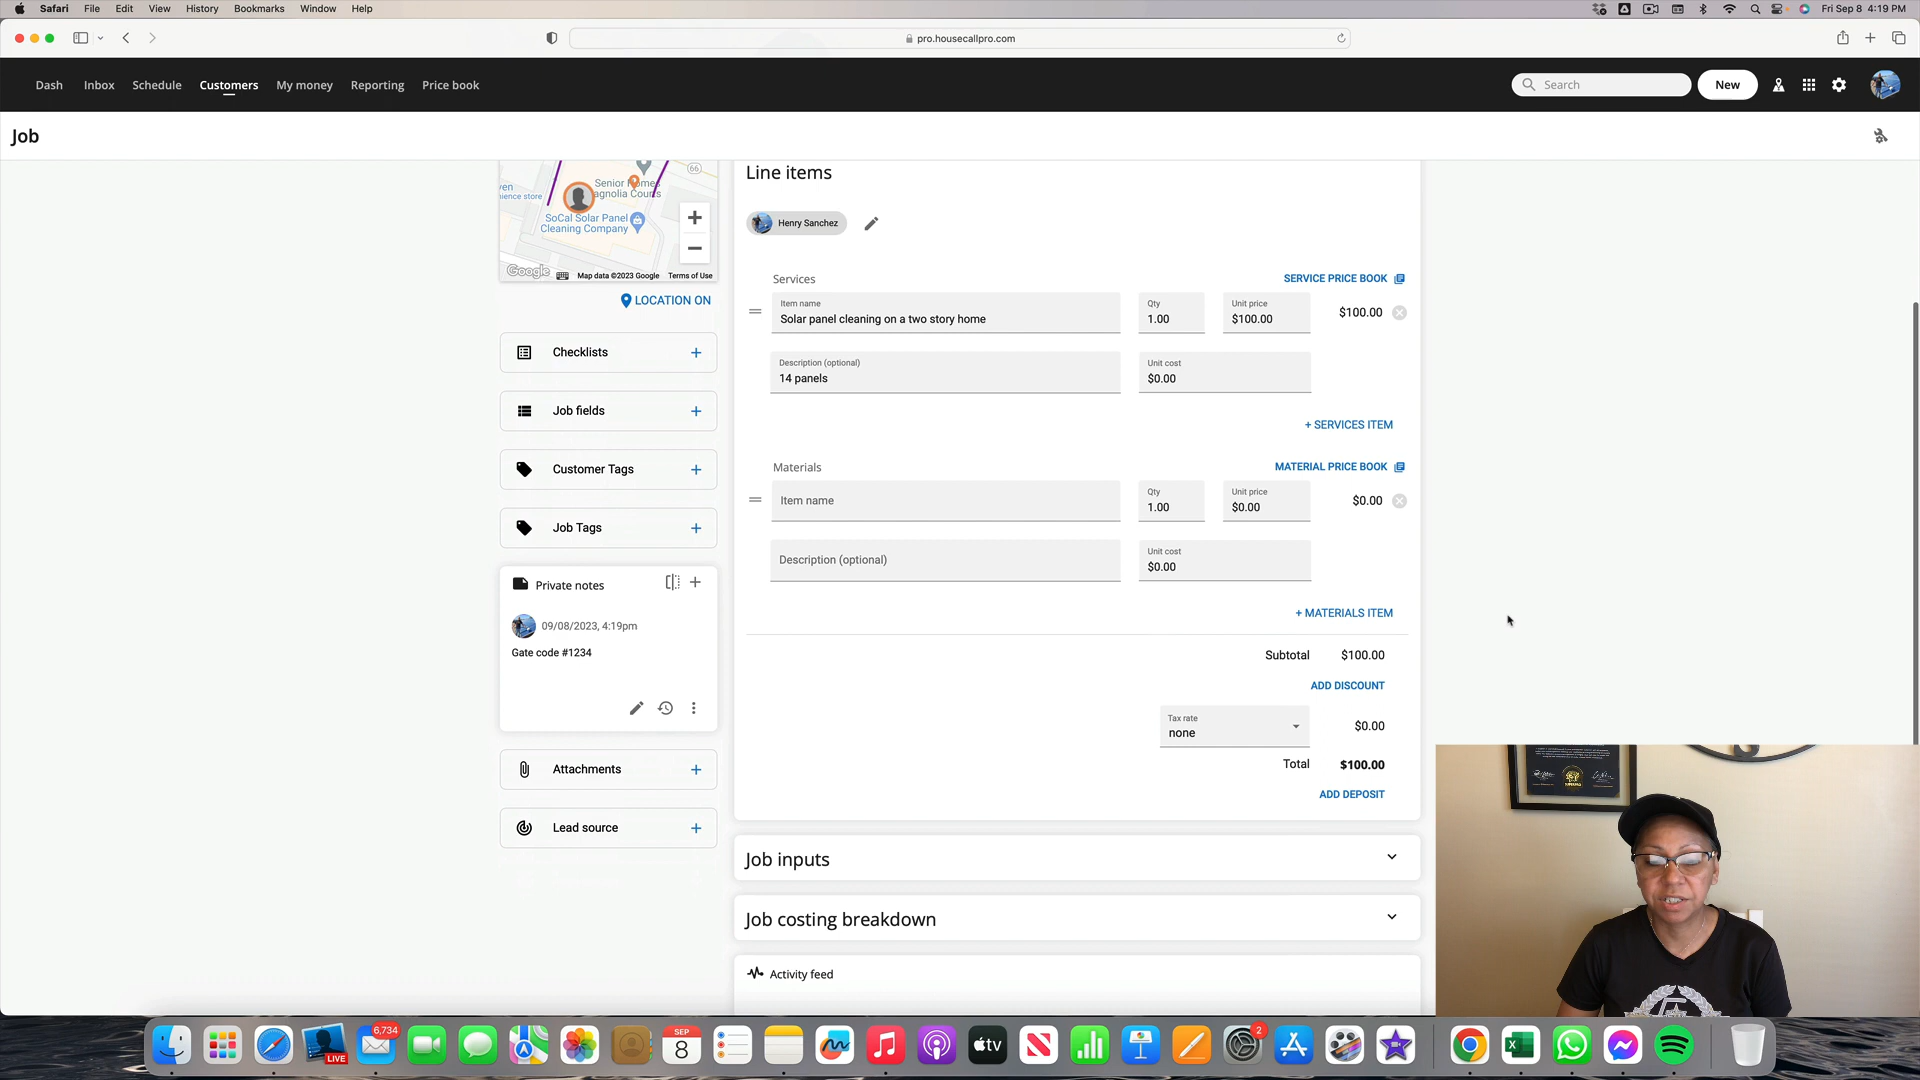 Safari File Edit View History Bookmarks Window Help Fri Sep 8 4:19 PM
pro.housecallpro.com
Dash Inbox Schedule Customers My money Reporting Price book Search New
Job
Line items
66
Senior Homes
SoCal Solar Panel
Cleaning Company
Google Map data ©2023 Google Terms of Use
LOCATION ON
Checklists
Job fields
Customer Tags
Job Tags
Private notes
09/08/2023, 4:19pm
Gate code #1234
Attachments
Lead source
Henry Sanchez
Services SERVICE PRICE BOOK
Item name Qty Unit price
Solar panel cleaning on a two story home 1.00 $100.00 $100.00
Description (optional) Unit cost
14 panels $0.00
+ SERVICES ITEM
Materials MATERIAL PRICE BOOK
Item name Qty 1.00 Unit price $0.00 $0.00
Description (optional) Unit cost $0.00
+ MATERIALS ITEM
Subtotal $100.00
ADD DISCOUNT
Tax rate
none $0.00
Total $100.00
ADD DEPOSIT
Job inputs
Job costing breakdown
Activity feed
LIVE
6,734
SEP
8
tv
2